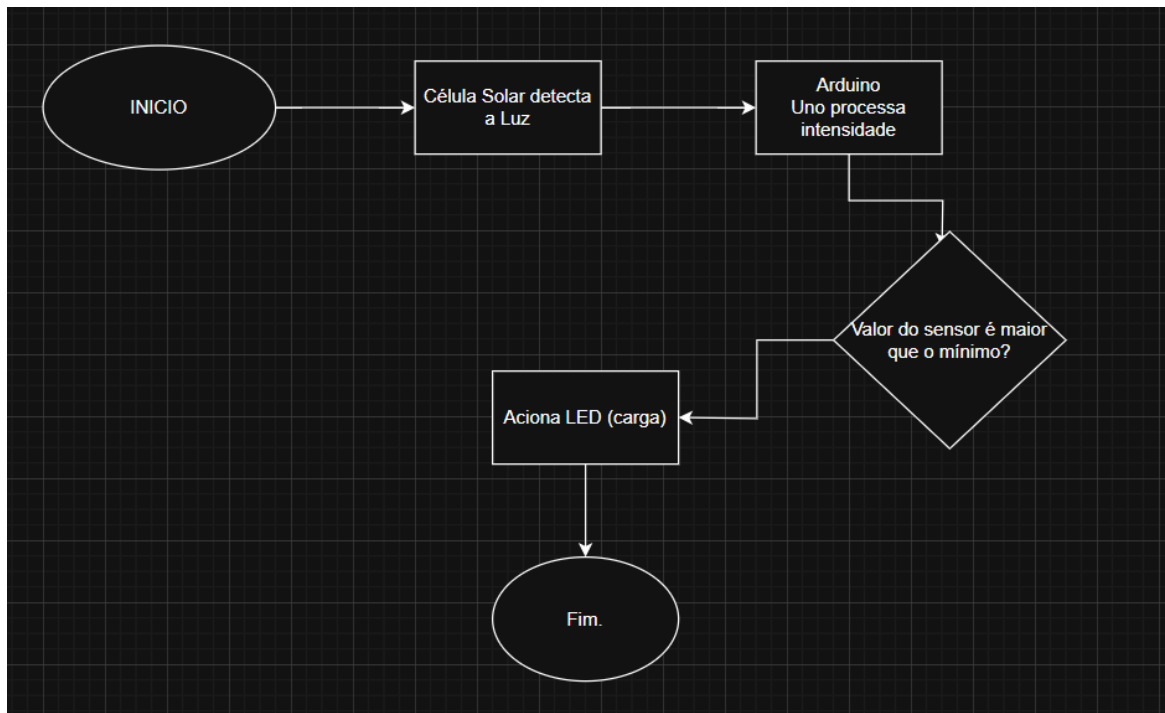 INICIO
Célula Solar detecta
a Luz
Arduino
Uno processa
intensidade
Valor do sensor é maior
que o mínimo?
Aciona LED (carga)
Fim.